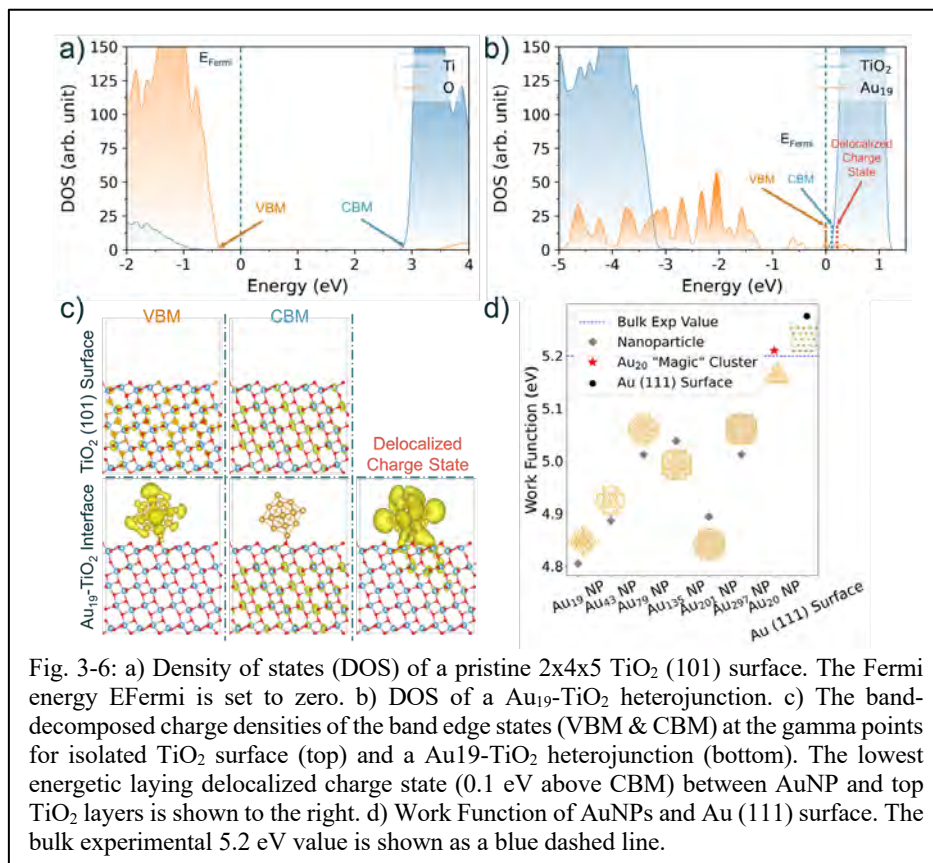 a)
150
125
100
75
50
25
0
DOS (arb. unit)
E_Fermi
Ti
O
VBM
CBM
-2 -1 0 1 2 3 4
Energy (eV)
b)
150
125
100
75
50
25
0
DOS (arb. unit)
TiO₂
Au₁₉
E_Fermi
Delocalized
Charge
State
VBM
CBM
-5 -4 -3 -2 -1 0 1
Energy (eV)
c)
VBM
CBM
TiO₂ (101) Surface
Delocalized
Charge State
Au₁₉-TiO₂ Interface
d)
Bulk Exp Value
Nanoparticle
Au₂₀ "Magic" Cluster
Au (111) Surface
5.2
5.1
5.0
4.9
4.8
Work Function (eV)
Au₁₉ NP
Au₄₃ NP
Au₇₉ NP
Au₁₃₅ NP
Au₂₀₁ NP
Au₂₉₇ NP
Au₂₀ NP
Au (111) Surface
Fig. 3-6: a) Density of states (DOS) of a pristine 2x4x5 TiO₂ (101) surface. The Fermi
energy EFermi is set to zero. b) DOS of a Au₁₉-TiO₂ heterojunction. c) The band-
decomposed charge densities of the band edge states (VBM & CBM) at the gamma points
for isolated TiO₂ surface (top) and a Au19-TiO₂ heterojunction (bottom). The lowest
energetic laying delocalized charge state (0.1 eV above CBM) between AuNP and top
TiO₂ layers is shown to the right. d) Work Function of AuNPs and Au (111) surface. The
bulk experimental 5.2 eV value is shown as a blue dashed line.